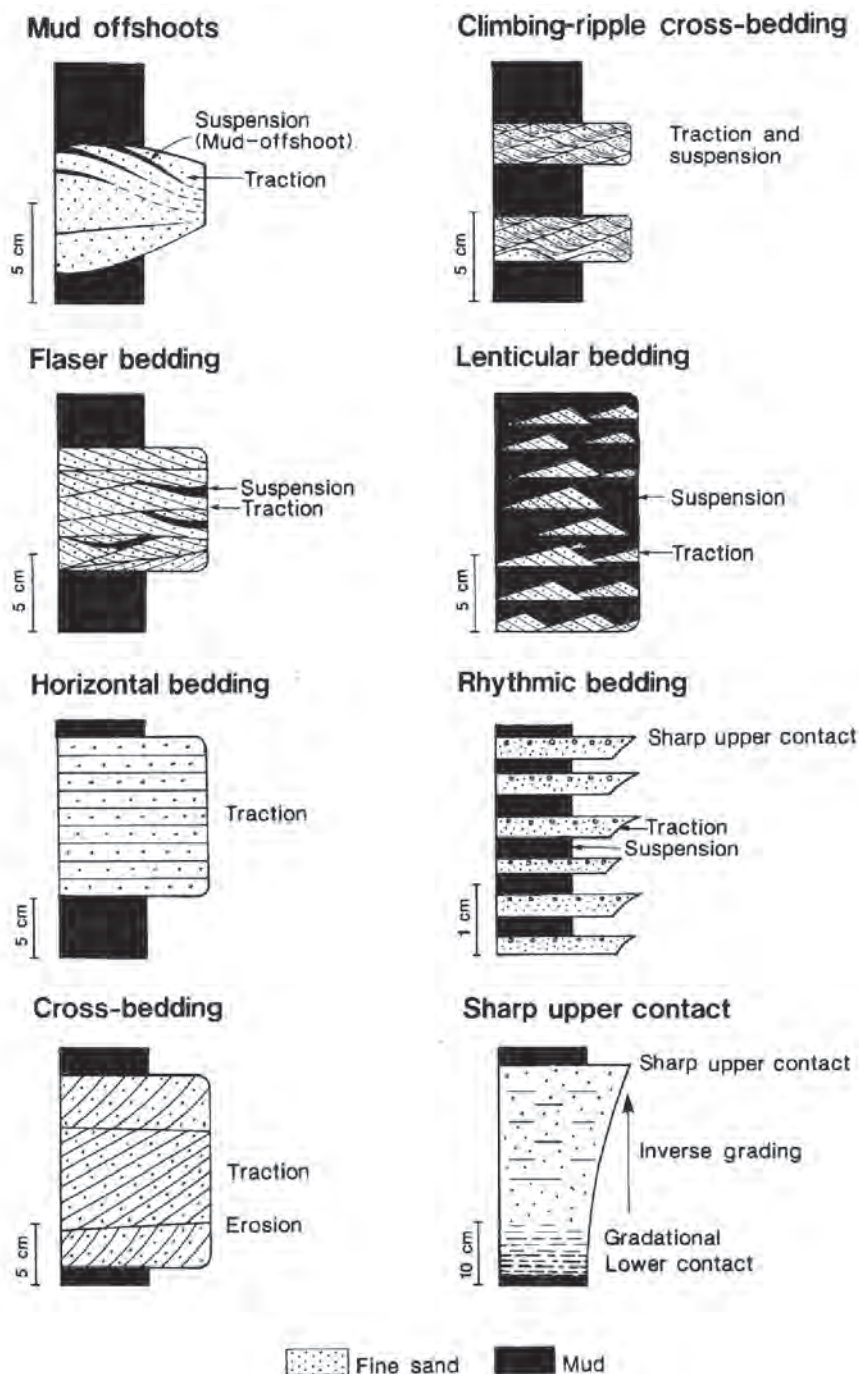 Mud offshoots
Suspension
(Mud-offshoot)
Traction
5 cm
Climbing-ripple cross-bedding
Traction and
suspension
5 cm
Flaser bedding
Suspension
Traction
5 cm
Lenticular bedding
Suspension
Traction
5 cm
Horizontal bedding
Traction
5 cm
Rhythmic bedding
Sharp upper contact
Traction
Suspension
1 cm
Cross-bedding
Traction
Erosion
5 cm
Sharp upper contact
Sharp upper contact
Inverse grading
Gradational
Lower contact
10 cm
Fine sand
Mud